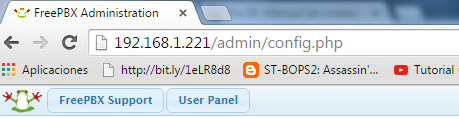 FreePBX Administration
192.168.1.221/admin/config.php
Aplicaciones http://bit.ly/1eLR8d8 ST-BOPS2: Assassin'... Tutorial -
FreePBX Support User Panel